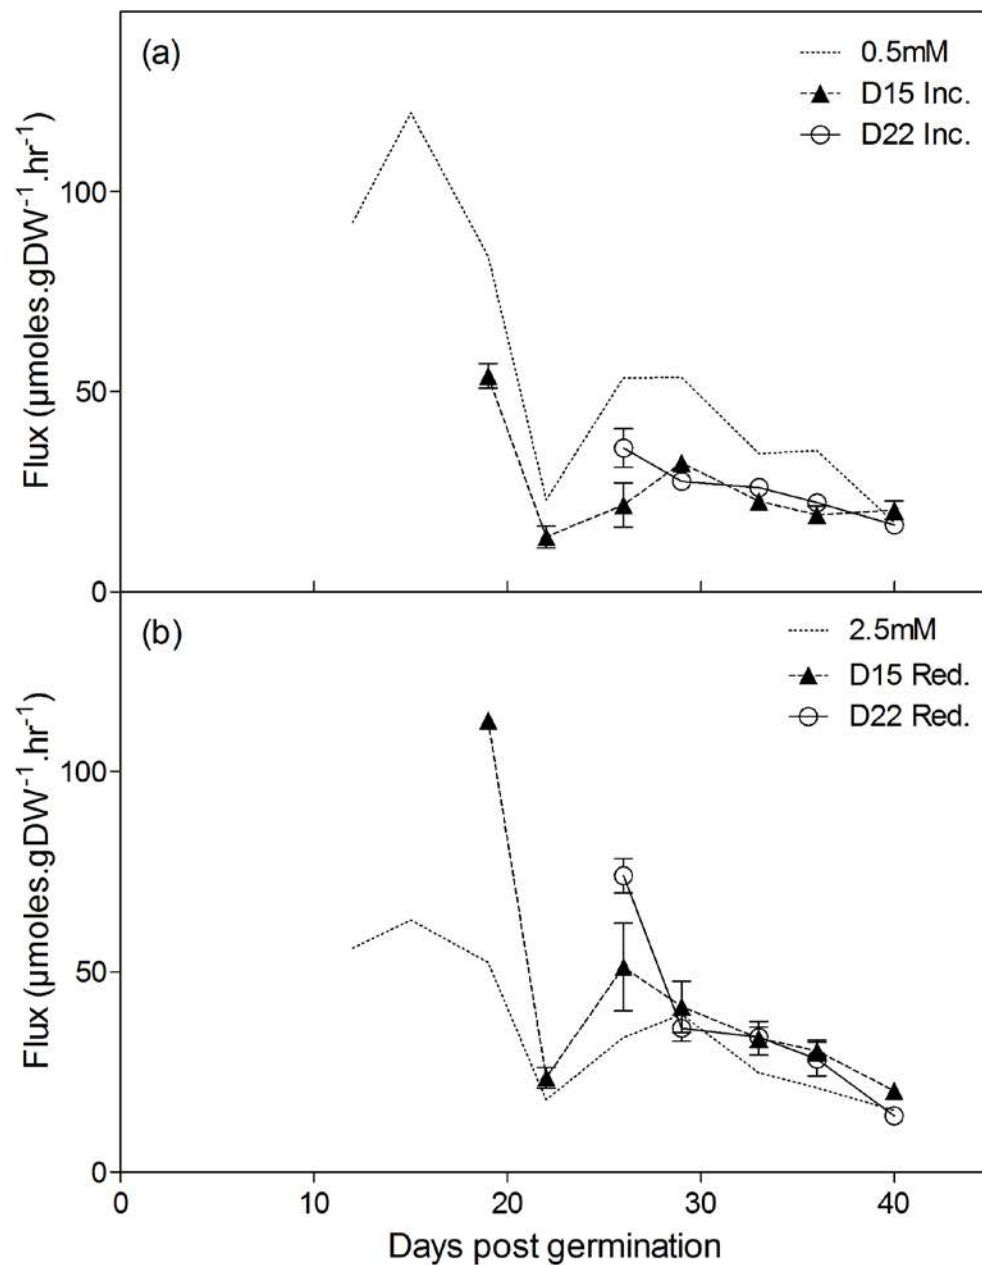 (a)
0.5mM
D15 Inc.
D22 Inc.
Flux (µmoles.gDW⁻¹.hr⁻¹)
100
50
0
(b)
2.5mM
D15 Red.
D22 Red.
Flux (µmoles.gDW⁻¹.hr⁻¹)
100
50
0
0 10 20 30 40
Days post germination